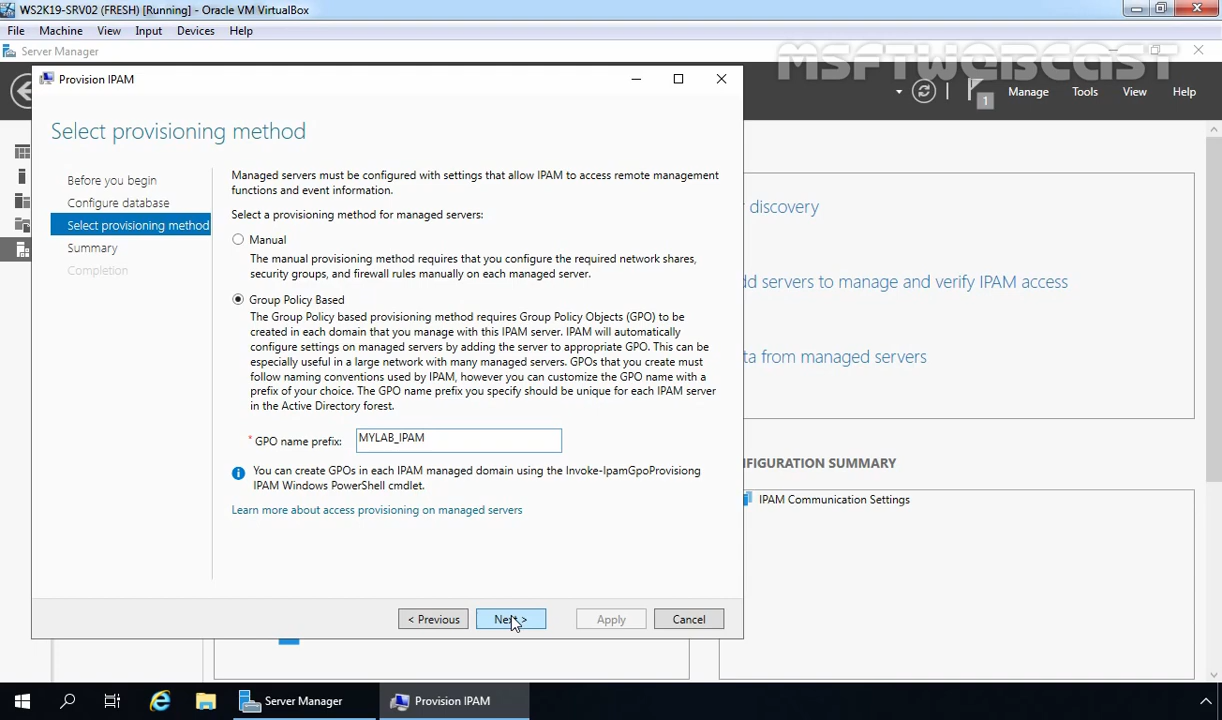 WS2K19-SRV02 (FRESH) [Running] - Oracle VM VirtualBox
File Machine View Input Devices Help
Server Manager
MSFTWEBCAST
Provision IPAM
1
Manage Tools View Help
Select provisioning method
Before you begin
Configure database
Select provisioning method
Summary
Completion
Managed servers must be configured with settings that allow IPAM to access remote management
functions and event information.
Select a provisioning method for managed servers:
Manual
The manual provisioning method requires that you configure the required network shares,
security groups, and firewall rules manually on each managed server.
Group Policy Based
The Group Policy based provisioning method requires Group Policy Objects (GPO) to be
created in each domain that you manage with this IPAM server. IPAM will automatically
configure settings on managed servers by adding the server to appropriate GPO. This can be
especially useful in a large network with many managed servers. GPOs that you create must
follow naming conventions used by IPAM, however you can customize the GPO name with a
prefix of your choice. The GPO name prefix you specify should be unique for each IPAM server
in the Active Directory forest.
* GPO name prefix: MYLAB_IPAM
You can create GPOs in each IPAM managed domain using the Invoke-IpamGpoProvisiong
IPAM Windows PowerShell cmdlet.
Learn more about access provisioning on managed servers
< Previous Next > Apply Cancel
discovery
dd servers to manage and verify IPAM access
ta from managed servers
IFIGURATION SUMMARY
IPAM Communication Settings
Server Manager Provision IPAM